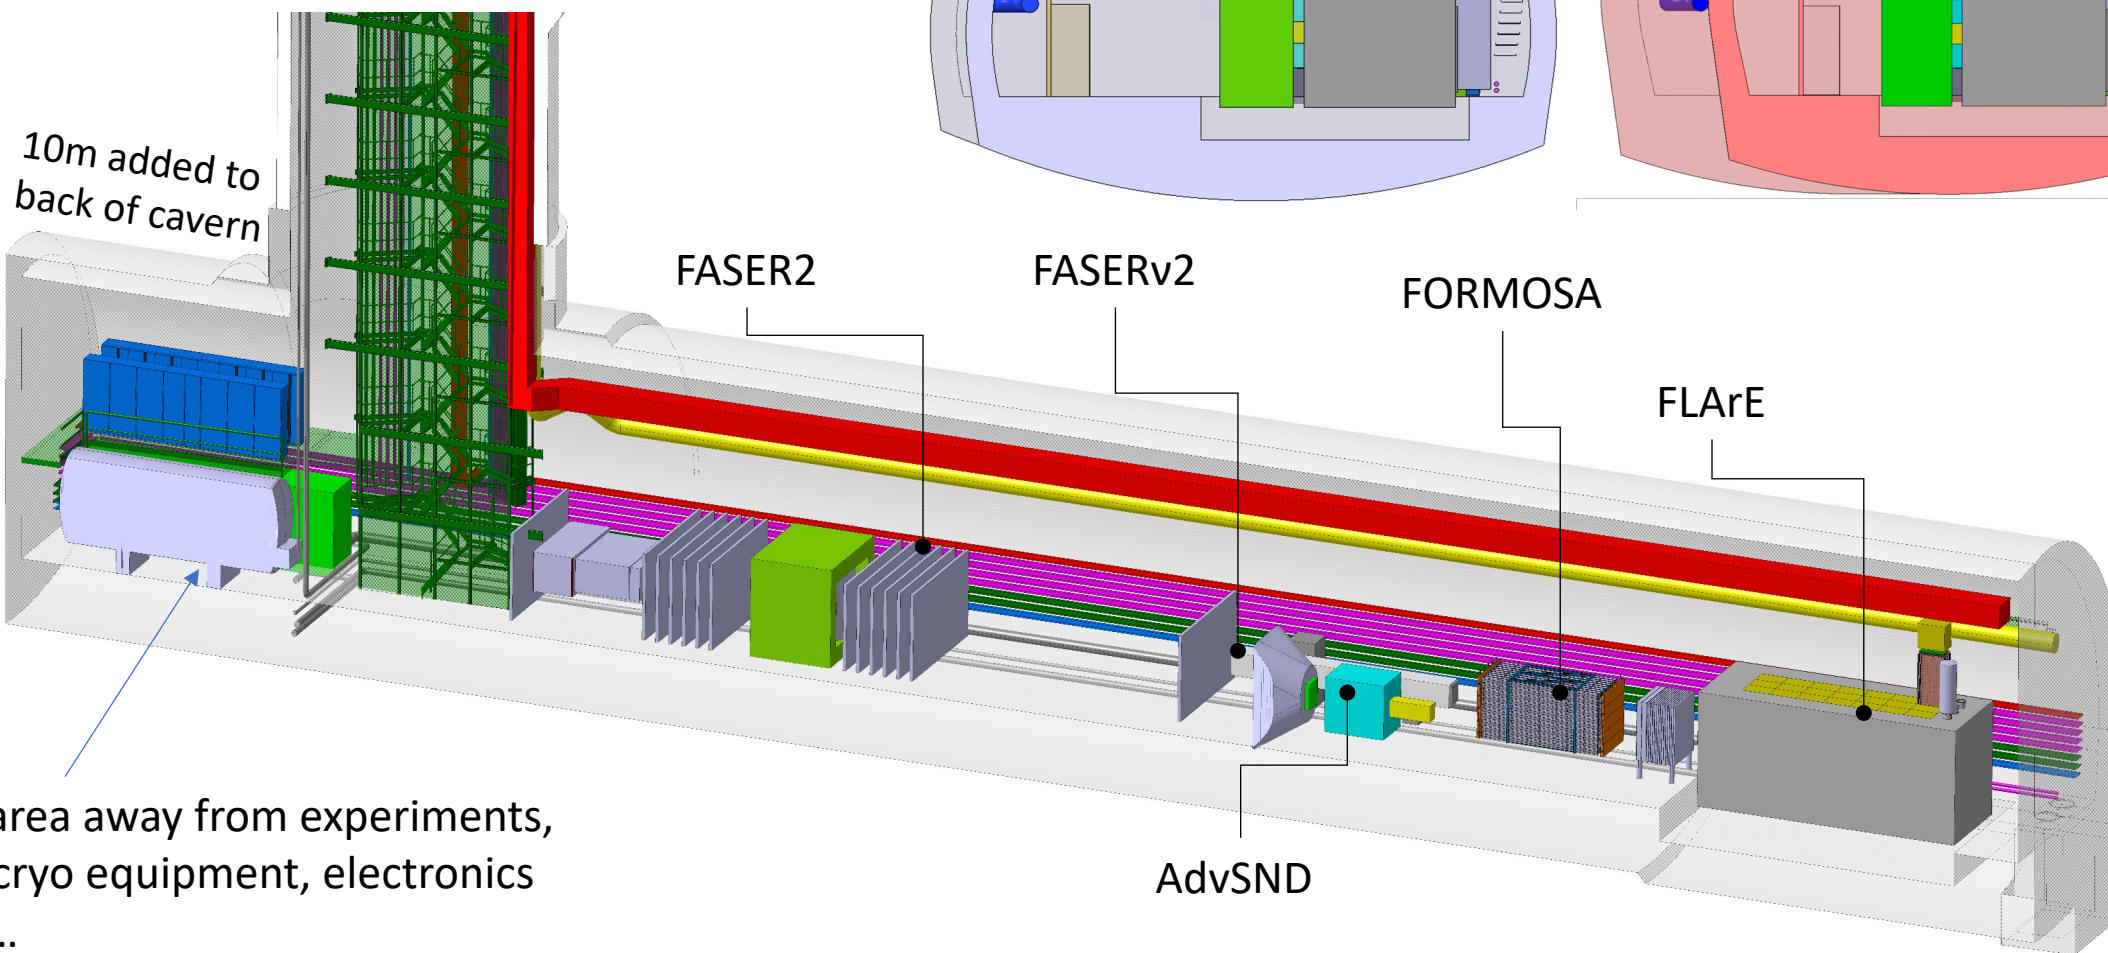 10m added to
back of cavern
FASER2
FASERν2
FORMOSA
FLArE
AdvSND
area away from experiments,
cryo equipment, electronics
..